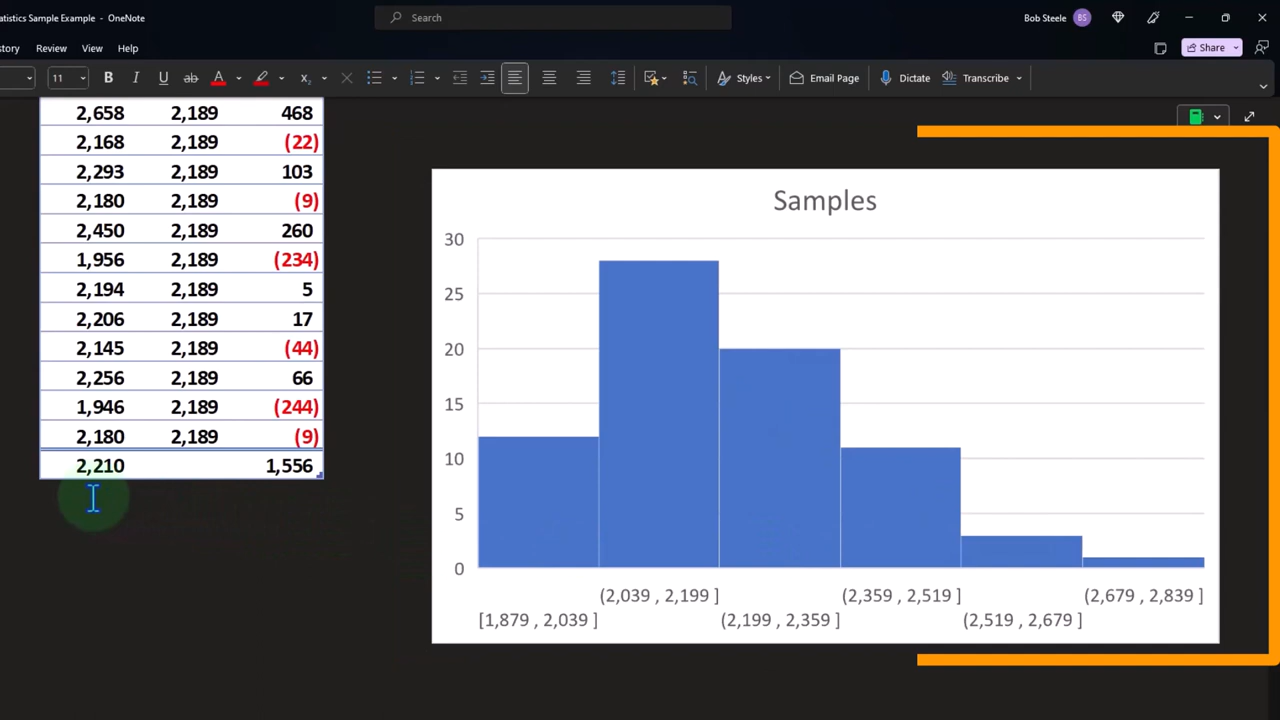 atistics Sample Example - OneNote
Search
Bob Steele
BS
story Review View Help
Share
11 B I U ab A x Styles Email Page Dictate Transcribe
2,658 2,189 468
2,168 2,189 (22)
2,293 2,189 103
2,180 2,189 (9)
2,450 2,189 260
1,956 2,189 (234)
2,194 2,189 5
2,206 2,189 17
2,145 2,189 (44)
2,256 2,189 66
1,946 2,189 (244)
2,180 2,189 (9)
2,210 1,556
Samples
30
25
20
15
10
5
0
(2,039 , 2,199 ] (2,359 , 2,519 ] (2,679 , 2,839 ]
[1,879 , 2,039 ] (2,199 , 2,359 ] (2,519 , 2,679 ]